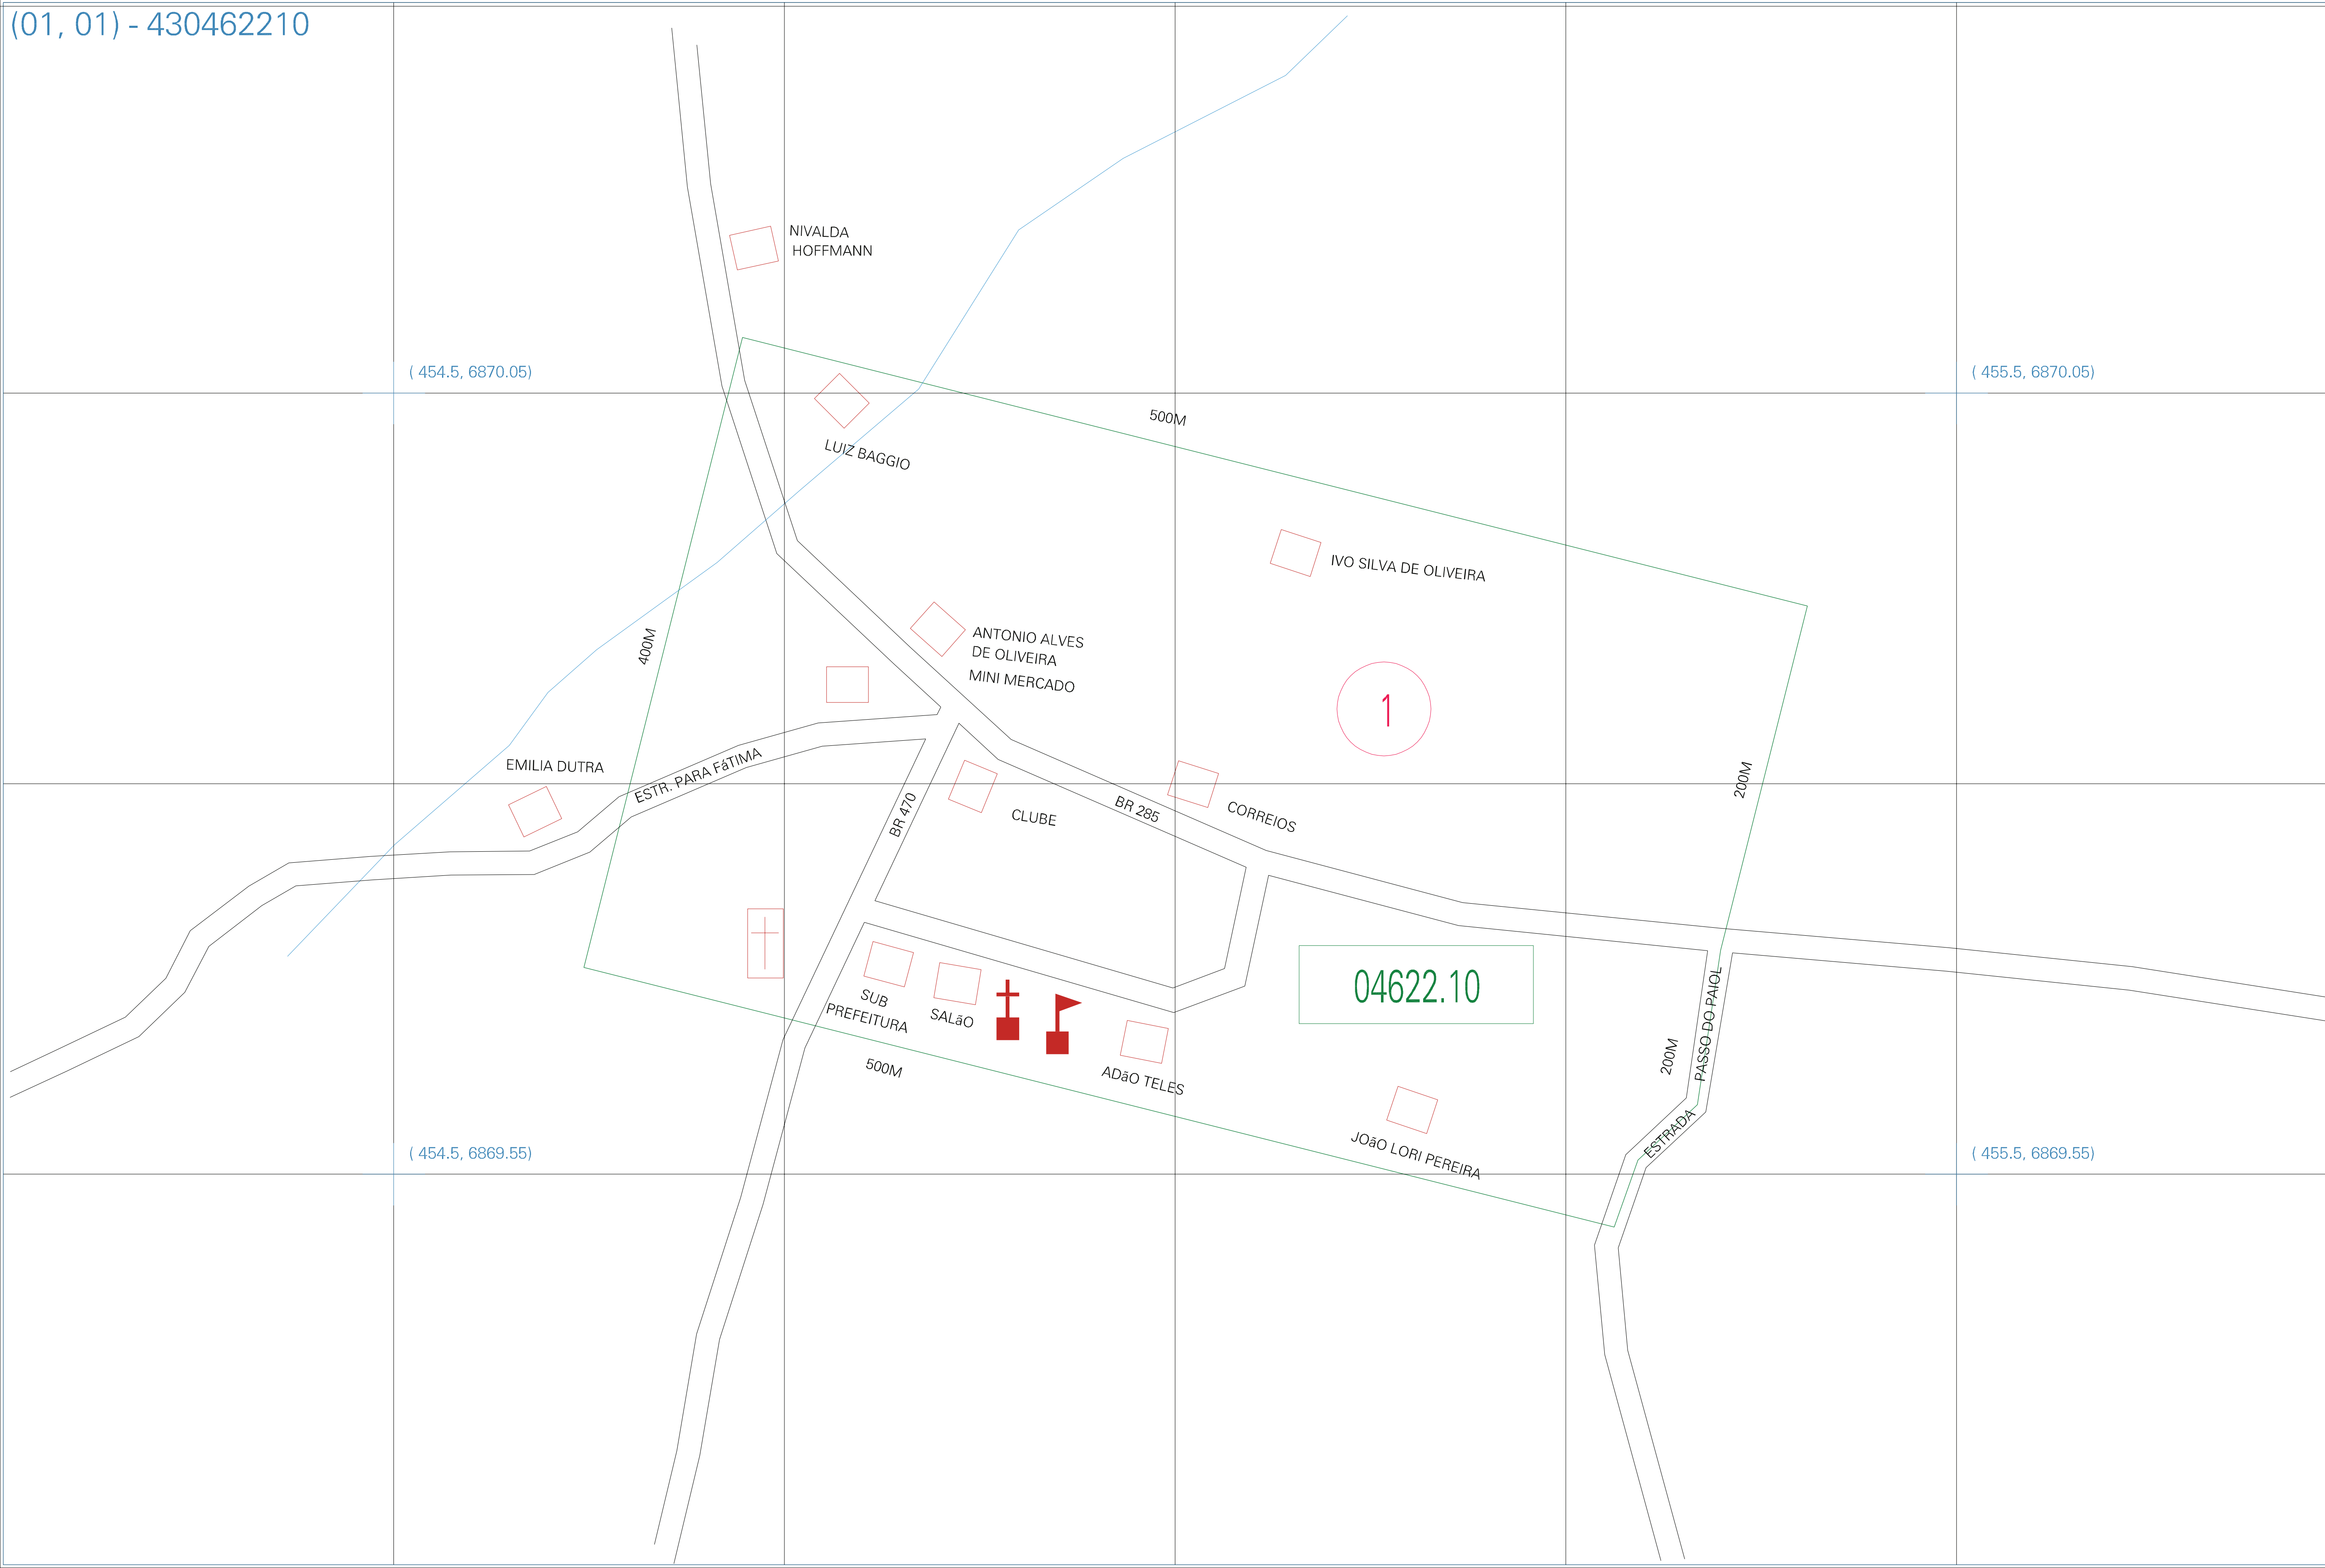 (01, 01) - 430462210
NIVALDA
HOFFMANN
( 454.5, 6870.05)
( 455.5, 6870.05)
500M
LUIZ BAGGIO
IVO SILVA DE OLIVEIRA
400M
ANTONIO ALVES
DE OLIVEIRA
MINI MERCADO
1
EMILIA DUTRA
ESTR. PARA FáTIMA
200M
BR 470
CLUBE
BR 285
CORREIOS
04622.10
SUB
PREFEITURA
SALãO
500M
ADãO TELES
200M
PASSO DO PAIOL
ESTRADA
JOãO LORI PEREIRA
( 454.5, 6869.55)
( 455.5, 6869.55)